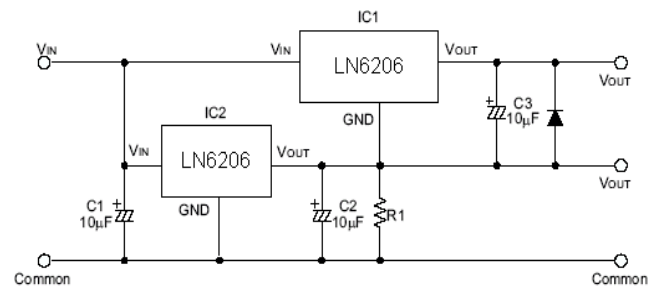 IC1
VIN
VIN
LN6206
VOUT
VOUT
GND
C3
10μF
IC2
VIN
LN6206
VOUT
GND
VOUT
C1
10μF
C2
10μF
R1
Common
Common
+
+
+